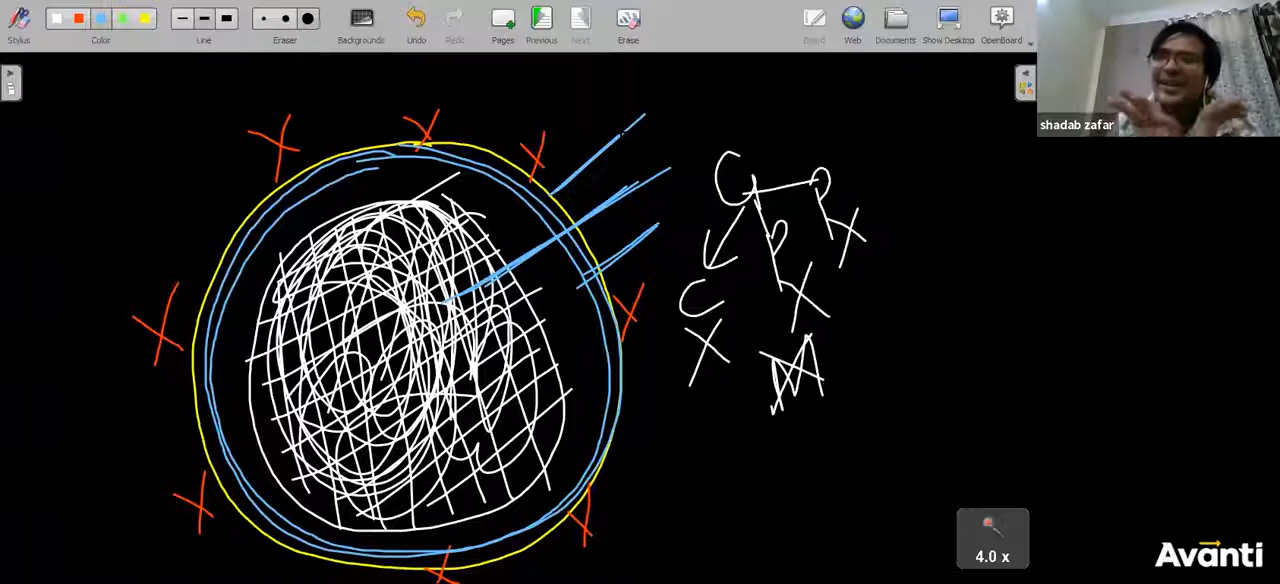 Stylus
Color
Line
Eraser
Backgrounds
Undo
Redo
Pages
Previous
Next
Erase
Board
Web
Documents
Show Desktop
OpenBoard
shadab zafar
X X X
C P
X
P
X X
C
X X
X
X X
4.0 x
Avanti